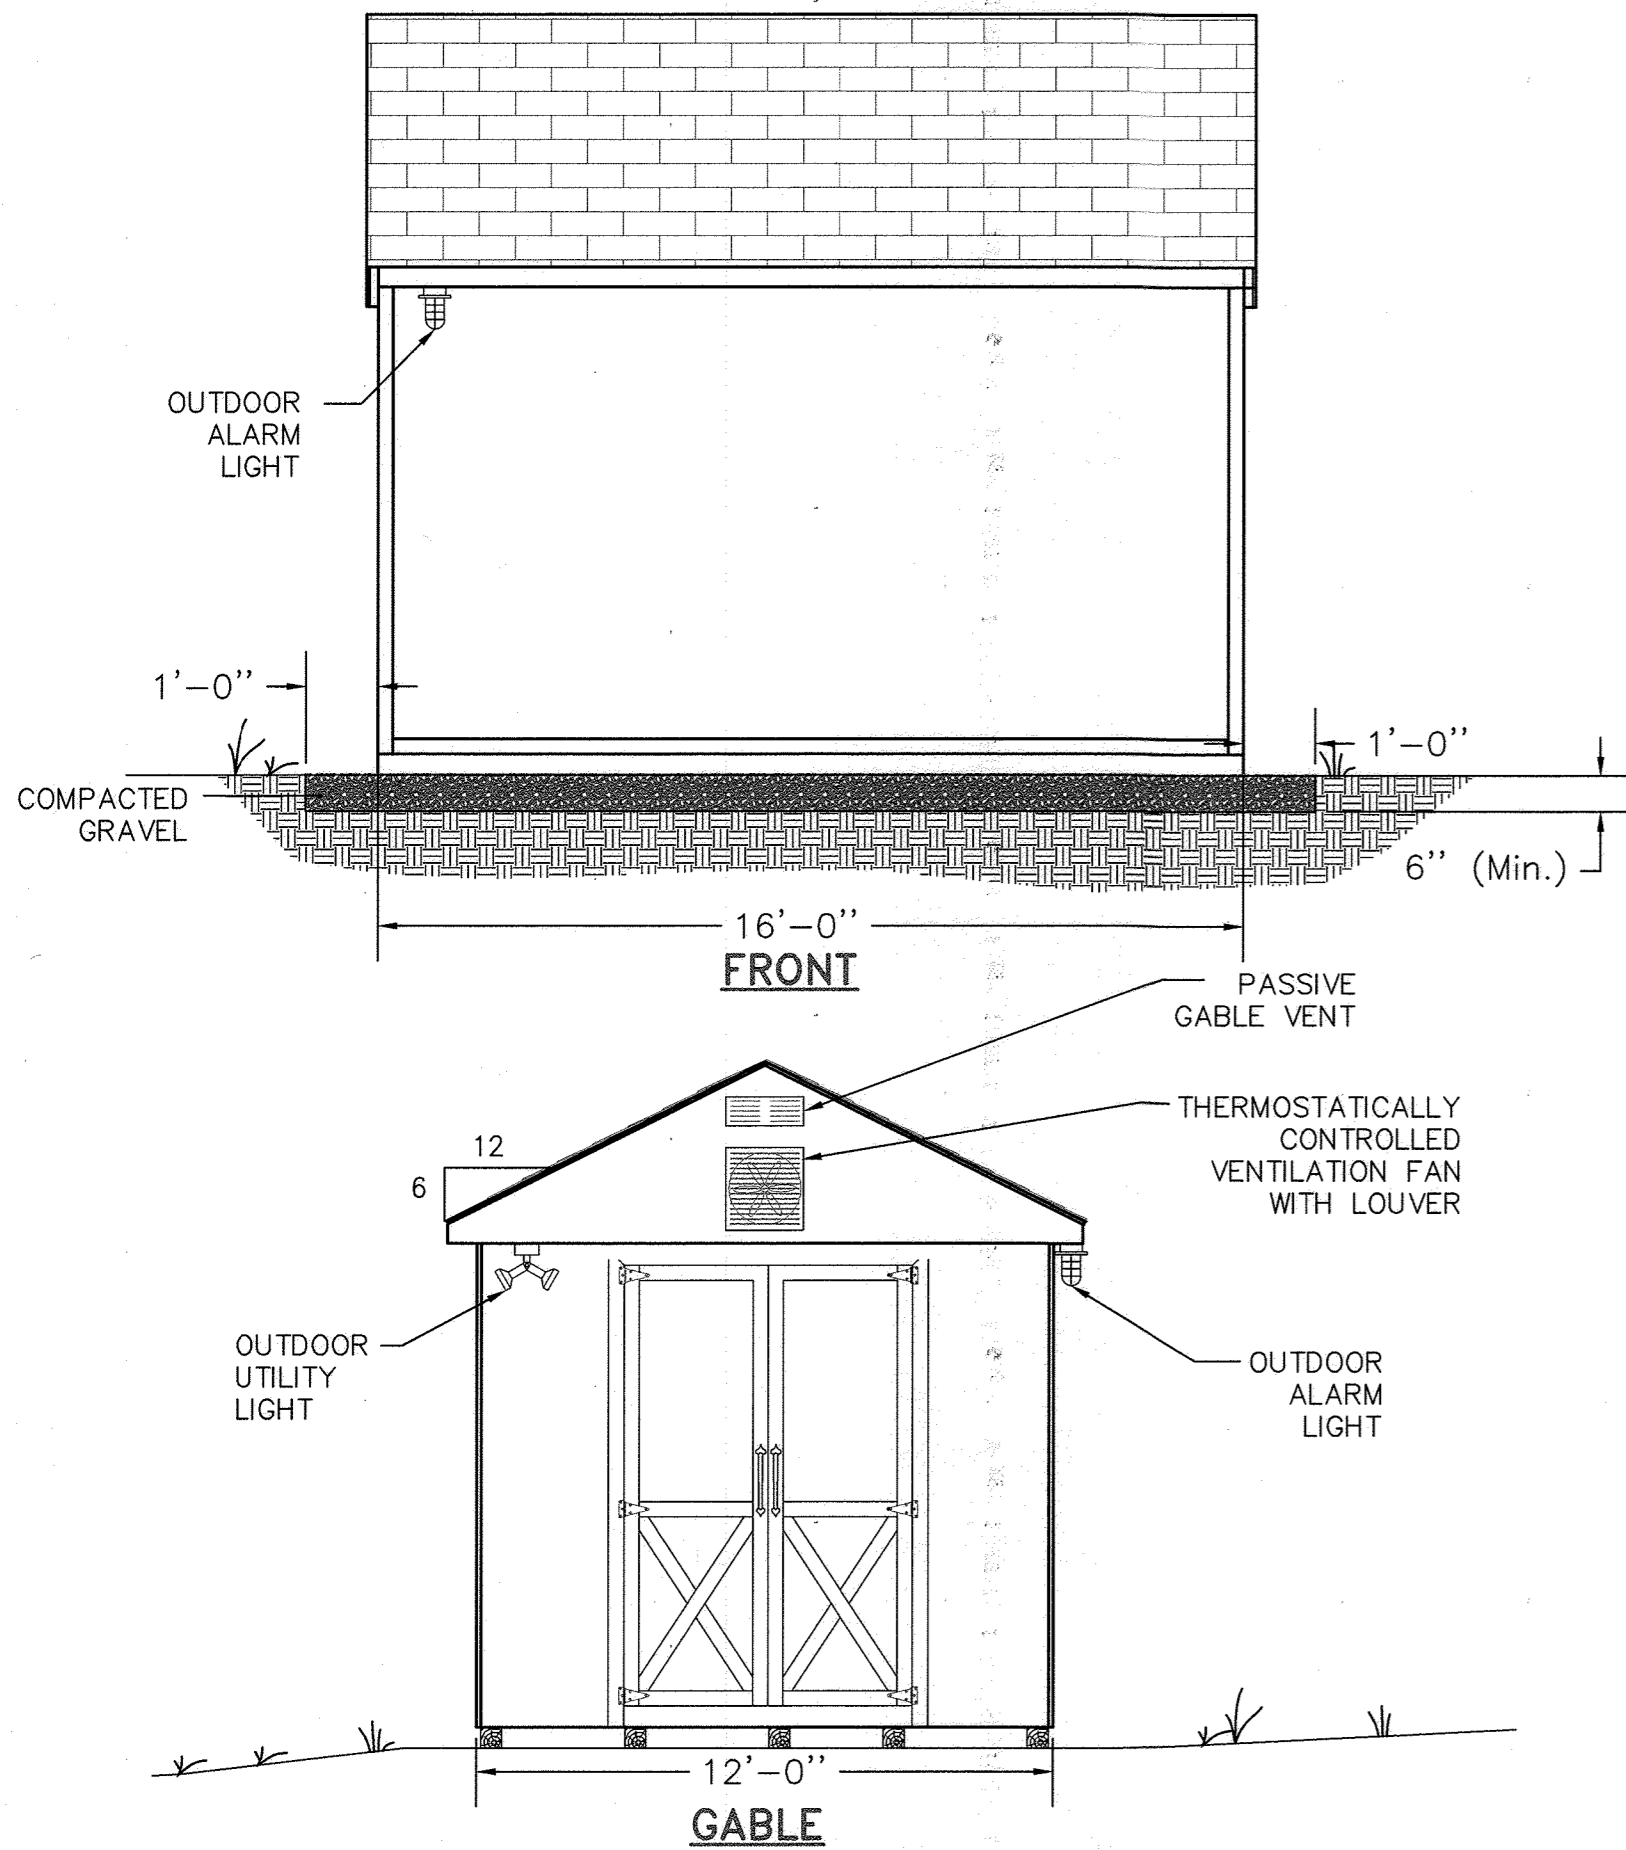 OUTDOOR
ALARM
LIGHT
1'-0"
1'-0"
COMPACTED
GRAVEL
6" (Min.)
16'-0"
FRONT
PASSIVE
GABLE VENT
THERMOSTATICALLY
CONTROLLED
VENTILATION FAN
WITH LOUVER
12
6
OUTDOOR
UTILITY
LIGHT
OUTDOOR
ALARM
LIGHT
12'-0"
GABLE